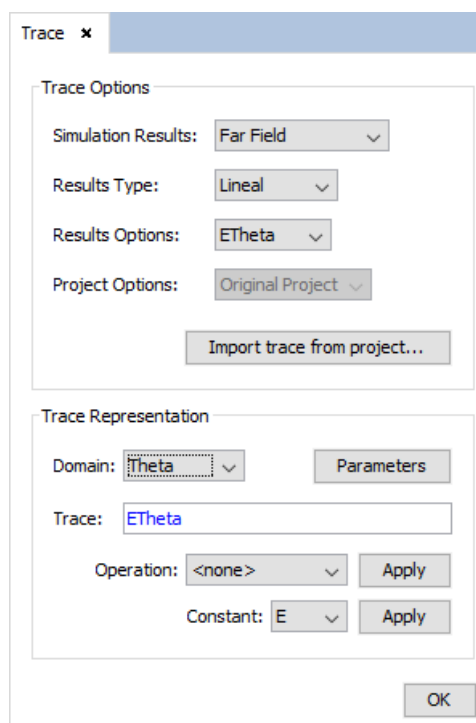 Trace ×
Trace Options
Simulation Results: Far Field
Results Type: Lineal
Results Options: ETheta
Project Options: Original Project
Import trace from project...
Trace Representation
Domain: Theta Parameters
Trace: ETheta
Operation: <none> Apply
Constant: E Apply
OK